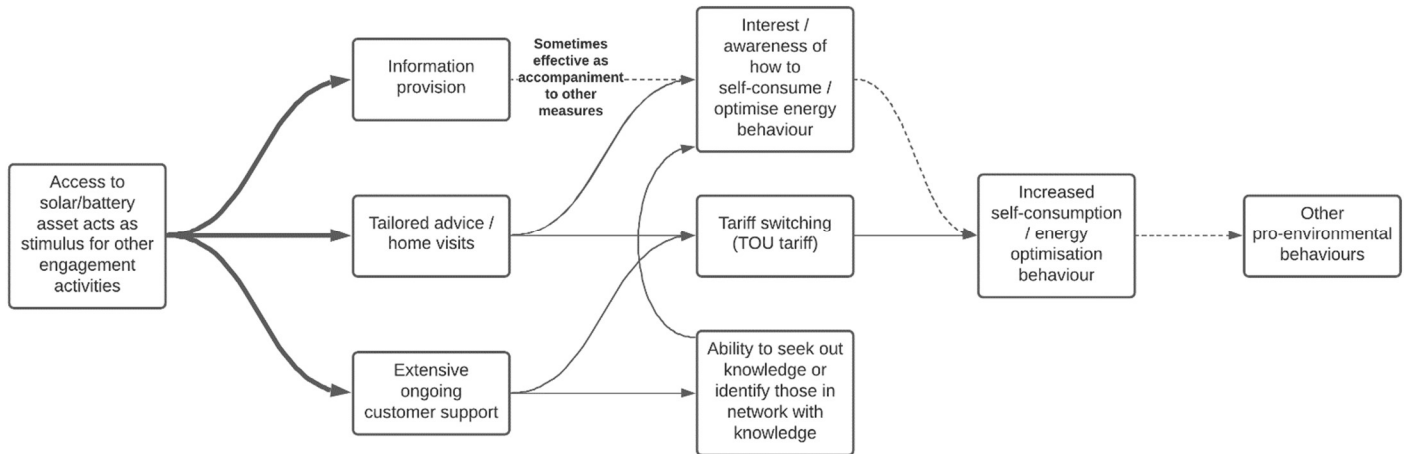 Access to
solar/battery
asset acts as
stimulus for other
engagement
activities
Information
provision
Sometimes
effective as
accompaniment
to other
measures
Tailored advice /
home visits
Extensive
ongoing
customer support
Interest /
awareness of
how to
self-consume /
optimise energy
behaviour
Tariff switching
(TOU tariff)
Ability to seek out
knowledge or
identify those in
network with
knowledge
Increased
self-consumption
/ energy
optimisation
behaviour
Other
pro-environmental
behaviours